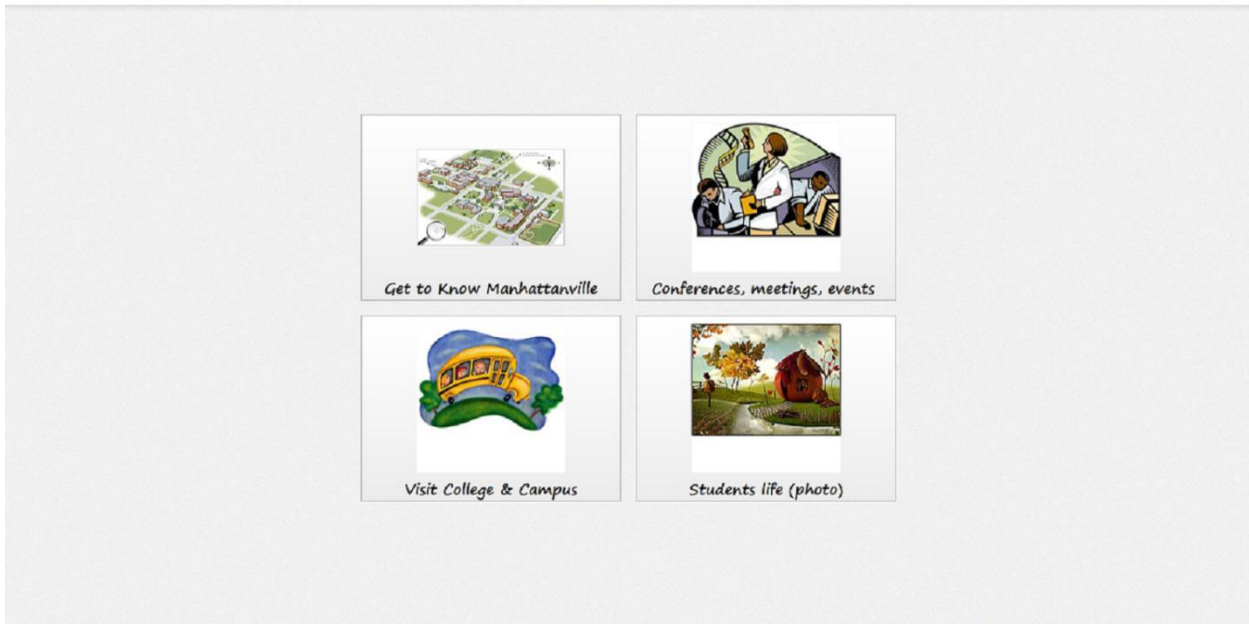 Get to Know Manhattanville
Conferences, meetings, events
Visit College & Campus
Students life (photo)